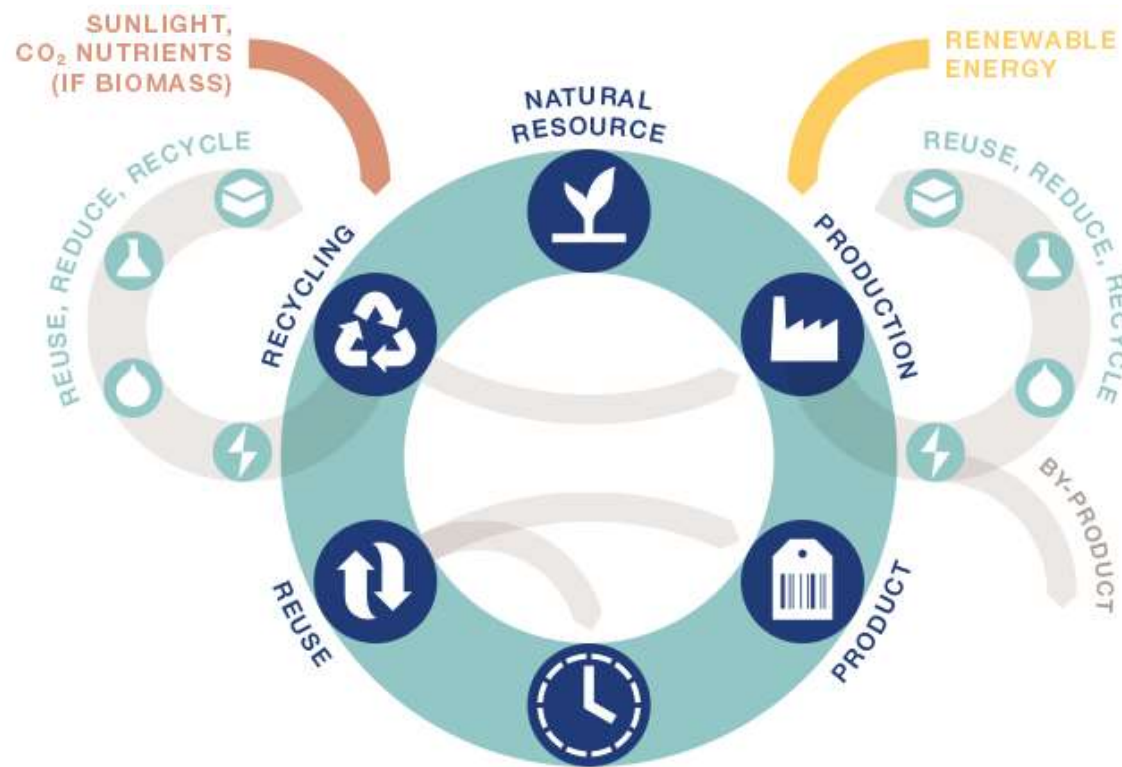 SUNLIGHT,
CO₂ NUTRIENTS
(IF BIOMASS)
RENEWABLE
ENERGY
NATURAL
RESOURCE
REUSE, REDUCE, RECYCLE
REUSE, REDUCE, RECYCLE
RECYCLING
PRODUCTION
BY-PRODUCT
REUSE
PRODUCT